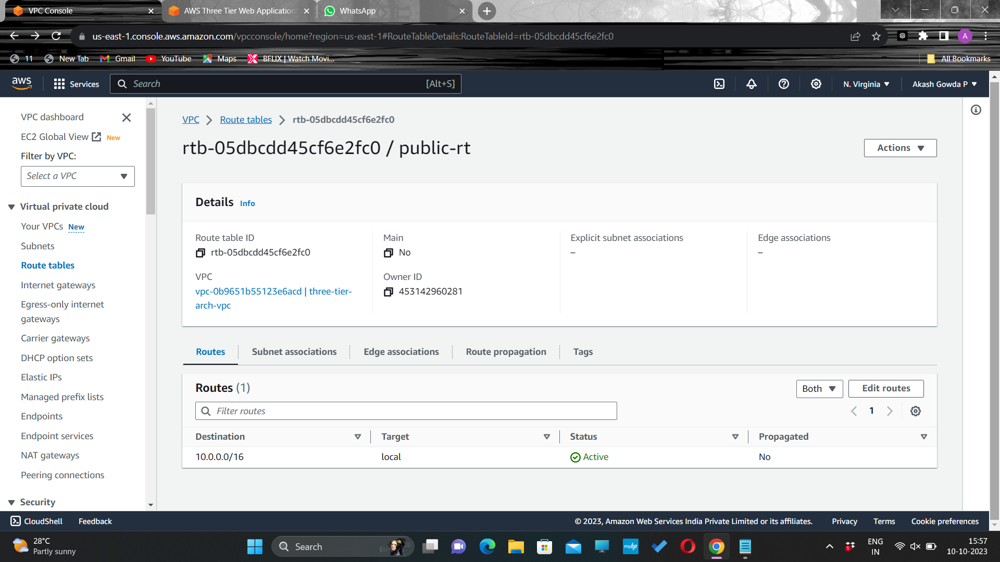 VPC Console
AWS Three Tier Web Application
WhatsApp
us-east-1.console.aws.amazon.com/vpcconsole/home?region=us-east-1#RouteTableDetails:RouteTableId=rtb-05dbcdd45cf6e2fc0
A
11
New Tab
Gmail
YouTube
Maps
BFLIX | Watch Movi...
All Bookmarks
aws
Services
Search
[Alt+S]
N. Virginia
Akash Gowda P
VPC dashboard
EC2 Global View New
Filter by VPC:
Select a VPC
Virtual private cloud
Your VPCs New
Subnets
Route tables
Internet gateways
Egress-only internet
gateways
Carrier gateways
DHCP option sets
Elastic IPs
Managed prefix lists
Endpoints
Endpoint services
NAT gateways
Peering connections
Security
VPC > Route tables > rtb-05dbcdd45cf6e2fc0
rtb-05dbcdd45cf6e2fc0 / public-rt
Actions
Details Info
Route table ID
rtb-05dbcdd45cf6e2fc0
Main
No
Explicit subnet associations
–
Edge associations
–
VPC
vpc-0b9651b55123e6acd | three-tier-
arch-vpc
Owner ID
453142960281
Routes
Subnet associations
Edge associations
Route propagation
Tags
Routes (1)
Both
Edit routes
Filter routes
1
Destination Target Status Propagated
10.0.0.0/16 local Active No
CloudShell
Feedback
© 2023, Amazon Web Services India Private Limited or its affiliates.
Privacy
Terms
Cookie preferences
28°C
Partly sunny
Search
myhp
1
ENG
IN
15:57
10-10-2023